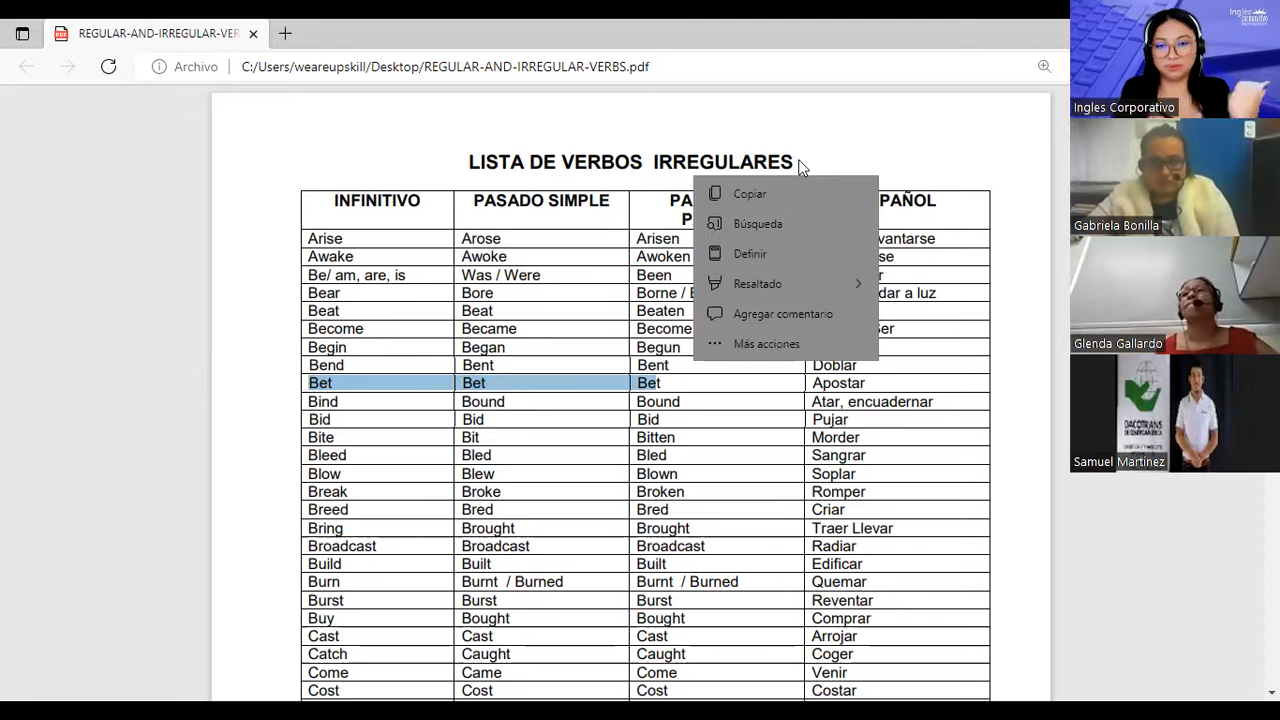 REGULAR-AND-IRREGULAR-VER
Archivo
C:/Users/weareupskill/Desktop/REGULAR-AND-IRREGULAR-VERBS.pdf
LISTA DE VERBOS IRREGULARES
INFINITIVO PASADO SIMPLE
Arise Arose Arisen
Awake Awoke Awoken
Be/ am, are, is Was / Were Been
Bear Bore Borne /
Beat Beat Beaten
Become Became Become
Begin Began Begun
Bend Bent Bent Doblar
Bet Bet Bet Apostar
Bind Bound Bound Atar, encuadernar
Bid Bid Bid Pujar
Bite Bit Bitten Morder
Bleed Bled Bled Sangrar
Blow Blew Blown Soplar
Break Broke Broken Romper
Breed Bred Bred Criar
Bring Brought Brought Traer Llevar
Broadcast Broadcast Broadcast Radiar
Build Built Built Edificar
Burn Burnt / Burned Burnt / Burned Quemar
Burst Burst Burst Reventar
Buy Bought Bought Comprar
Cast Cast Cast Arrojar
Catch Caught Caught Coger
Come Came Come Venir
Cost Cost Cost Costar
Copiar
Búsqueda
Definir
Resaltado
Agregar comentario
Más acciones
Ingles Corporativo
Gabriela Bonilla
Glenda Gallardo
DACOTRANS
DE CENTROAMERICA
Samuel Martinez